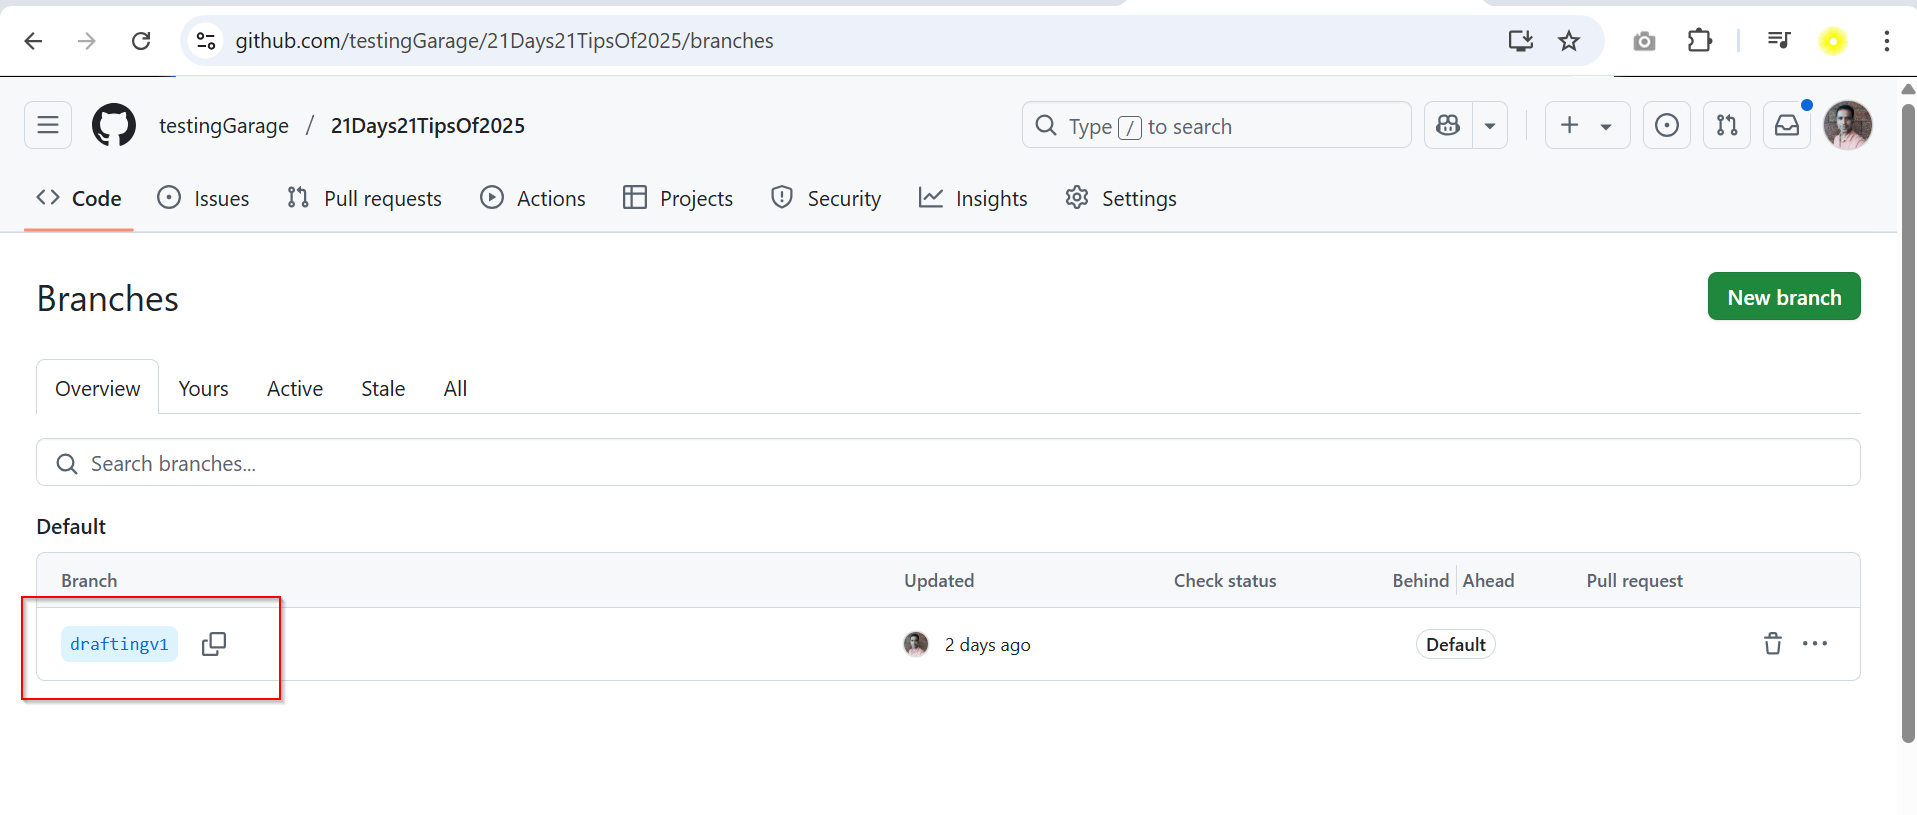 github.com/testingGarage/21Days21TipsOf2025/branches
testingGarage / 21Days21TipsOf2025
Type / to search
Code Issues Pull requests Actions Projects Security Insights Settings
Branches
New branch
Overview Yours Active Stale All
Search branches...
Default
Branch Updated Check status Behind Ahead Pull request
draftingv1 2 days ago Default